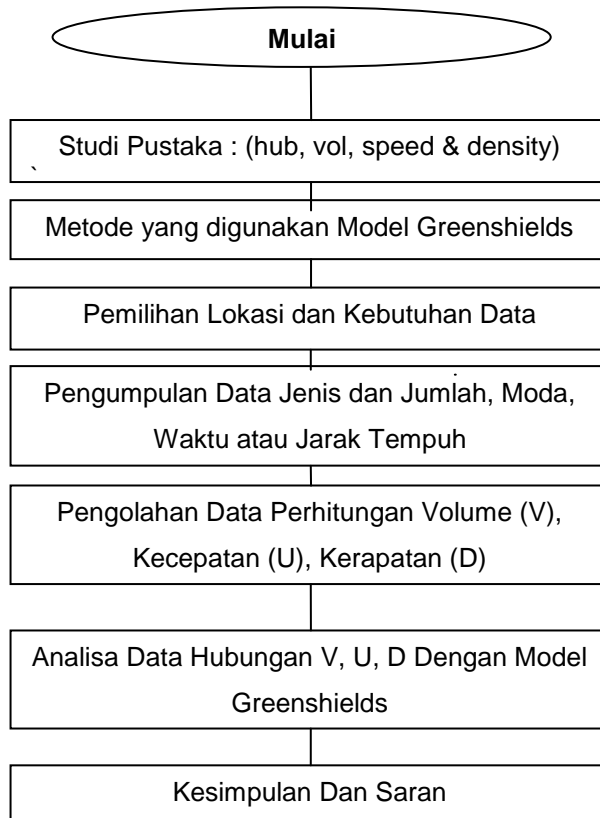 Mulai
Studi Pustaka : (hub, vol, speed & density)
`
Metode yang digunakan Model Greenshields
Pemilihan Lokasi dan Kebutuhan Data
Pengumpulan Data Jenis dan Jumlah, Moda,
Waktu atau Jarak Tempuh
Pengolahan Data Perhitungan Volume (V),
Kecepatan (U), Kerapatan (D)
Analisa Data Hubungan V, U, D Dengan Model
Greenshields
Kesimpulan Dan Saran